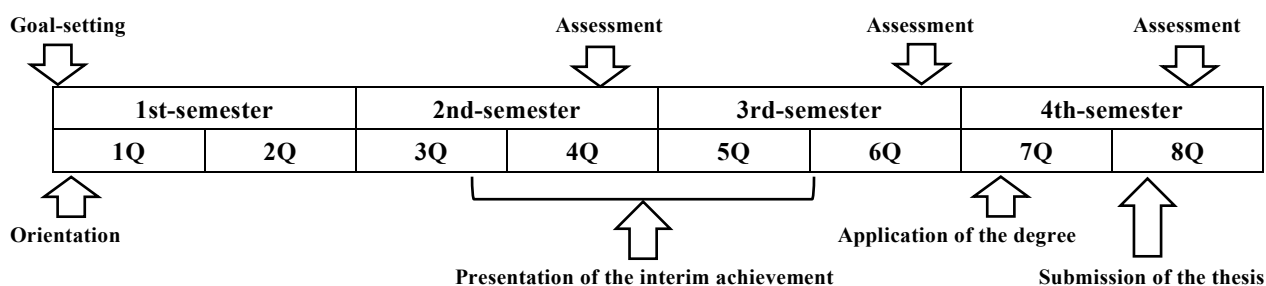 Goal-setting Assessment Assessment Assessment
1st-semester 2nd-semester 3rd-semester 4th-semester
1Q 2Q 3Q 4Q 5Q 6Q 7Q 8Q
Orientation Application of the degree
Presentation of the interim achievement Submission of the thesis